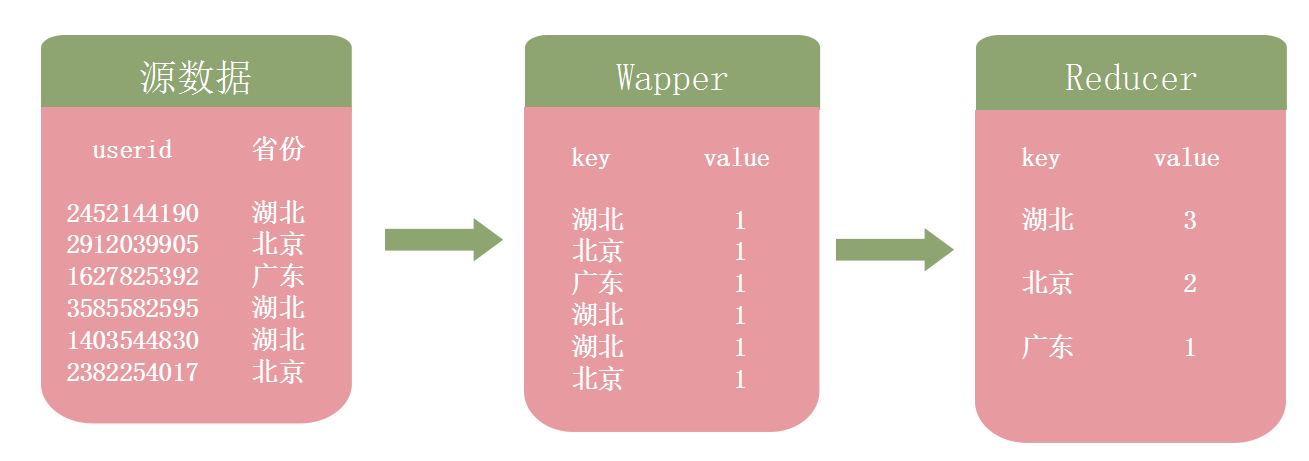 源数据
userid 省份
2452144190 湖北
2912039905 北京
1627825392 广东
3585582595 湖北
1403544830 湖北
2382254017 北京
Wapper
key value
湖北 1
北京 1
广东 1
湖北 1
湖北 1
北京 1
Reducer
key value
湖北 3
北京 2
广东 1